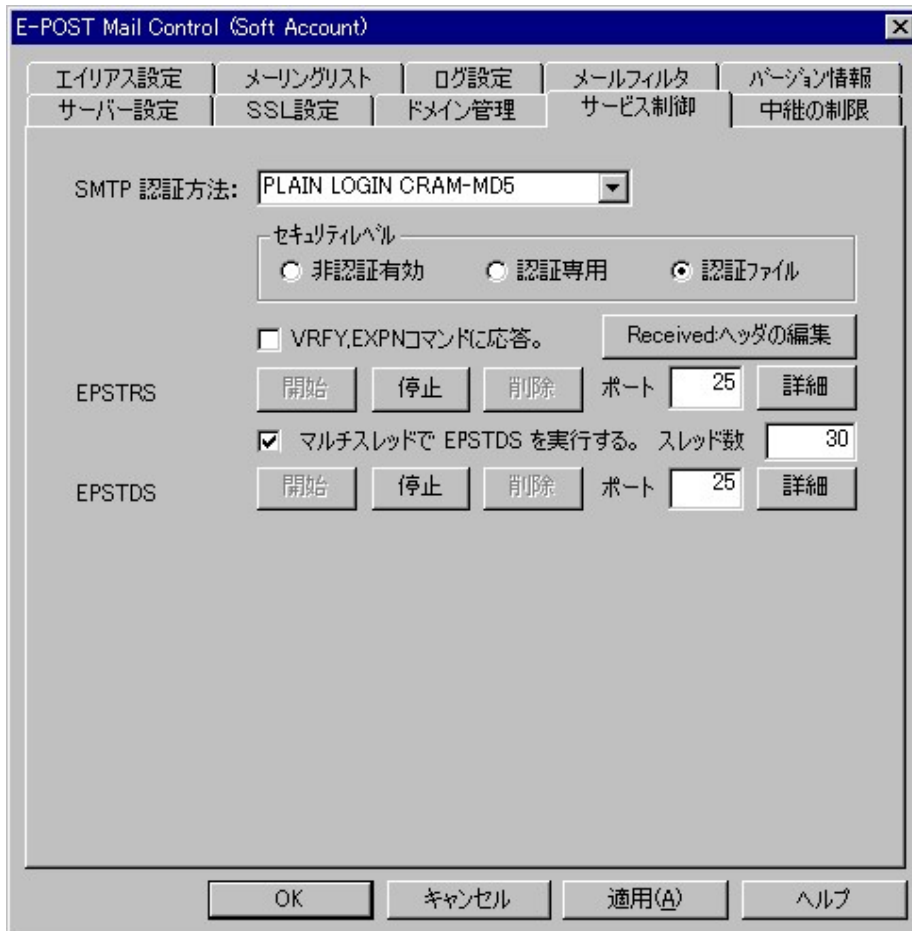 E-POST Mail Control (Soft Account)
エイリアス設定 メーリングリスト ログ設定 メールフィルタ バージョン情報
サーバー設定 SSL設定 ドメイン管理 サービス制御 中継の制限
SMTP 認証方法: PLAIN LOGIN CRAM-MD5
セキュリティレベル
非認証有効 認証専用 認証ファイル
VRFY,EXPNコマンドに応答。 Received:ヘッダの編集
EPSTRS 開始 停止 削除 ポート 25 詳細
マルチスレッドで EPSTDS を実行する。 スレッド数 30
EPSTDS 開始 停止 削除 ポート 25 詳細
OK キャンセル 適用(A) ヘルプ